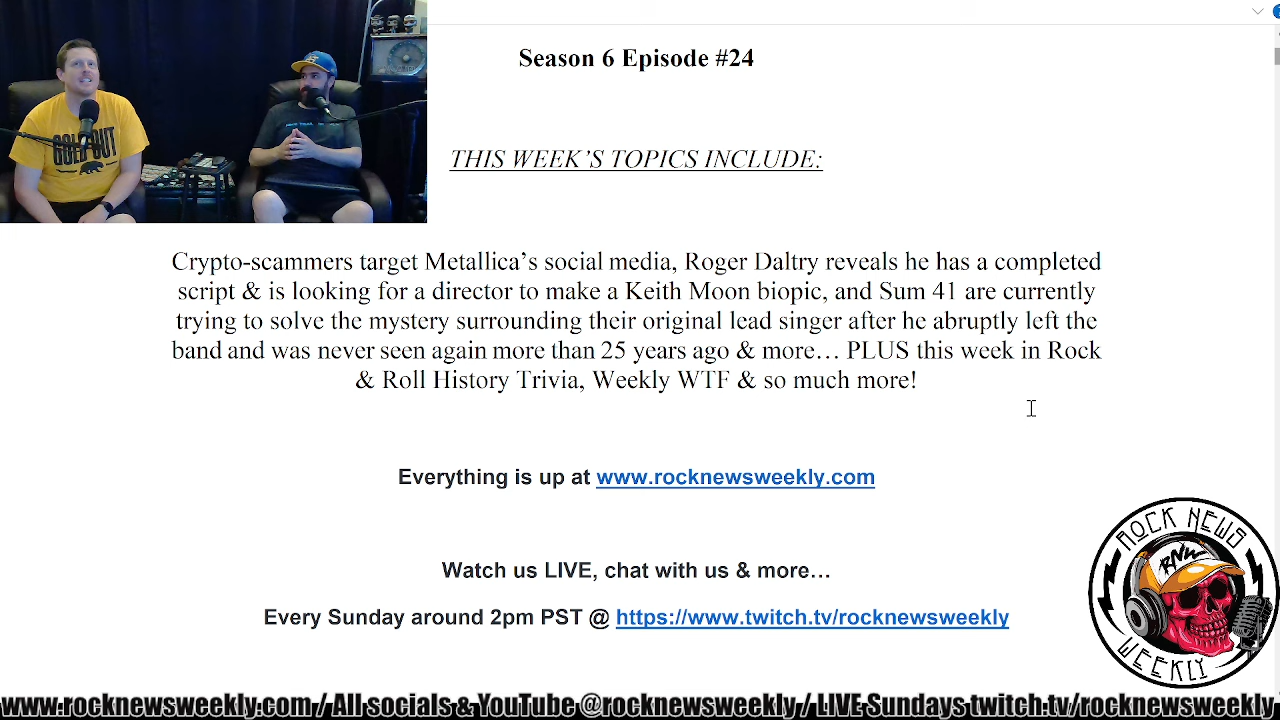 Season 6 Episode #24
GOLD OUT
THIS WEEK'S TOPICS INCLUDE:
Crypto-scammers target Metallica's social media, Roger Daltry reveals he has a completed
script & is looking for a director to make a Keith Moon biopic, and Sum 41 are currently
trying to solve the mystery surrounding their original lead singer after he abruptly left the
band and was never seen again more than 25 years ago & more… PLUS this week in Rock
& Roll History Trivia, Weekly WTF & so much more!
Everything is up at www.rocknewsweekly.com
Watch us LIVE, chat with us & more…
Every Sunday around 2pm PST @ https://www.twitch.tv/rocknewsweekly
ROCK NEWS
RNW
WEEKLY
www.rocknewsweekly.com / All socials & YouTube @rocknewsweekly / LIVE Sundays twitch.tv/rocknewsweekly